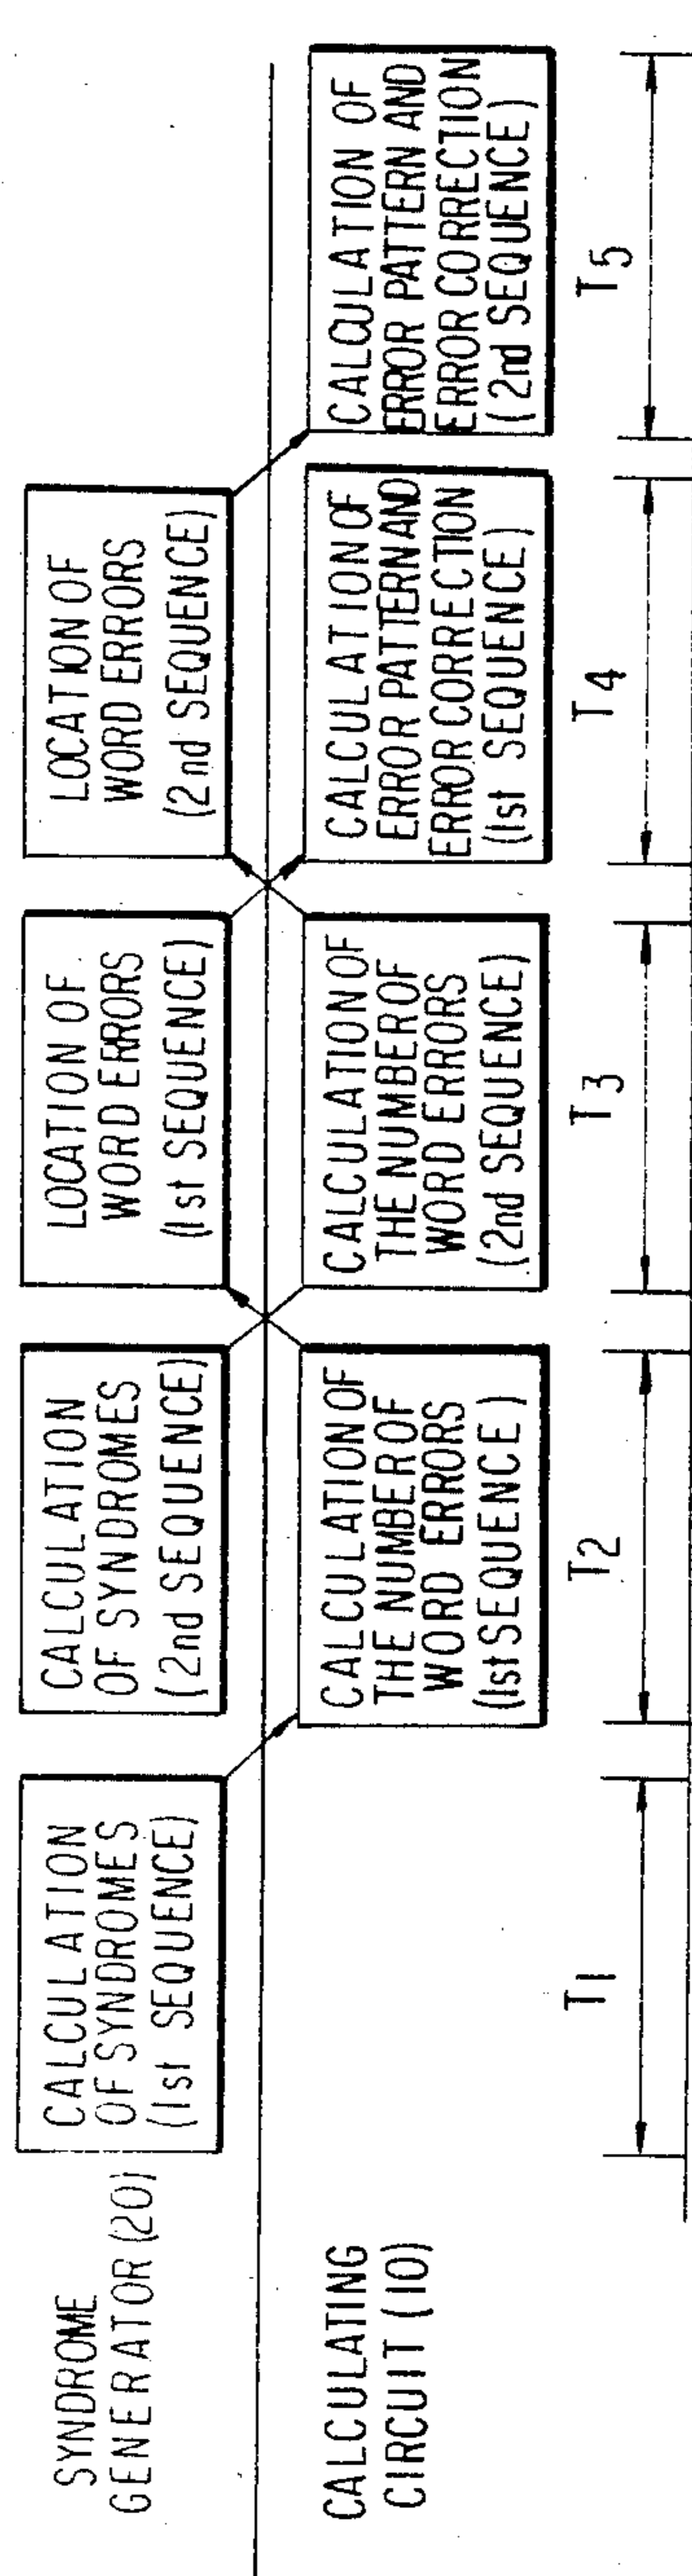 SYNDROME
GENERATOR (20)
CALCULATION
OF SYNDROMES
(1st SEQUENCE)
CALCULATION
OF SYNDROMES
(2nd SEQUENCE)
LOCATION OF
WORD ERRORS
(1st SEQUENCE)
LOCATION OF
WORD ERRORS
(2nd SEQUENCE)
CALCULATING
CIRCUIT (10)
CALCULATION OF
THE NUMBER OF
WORD ERRORS
(1st SEQUENCE)
CALCULATION OF
THE NUMBER OF
WORD ERRORS
(2nd SEQUENCE)
CALCULATION OF
ERROR PATTERN AND
ERROR CORRECTION
(1st SEQUENCE)
CALCULATION OF
ERROR PATTERN AND
ERROR CORRECTION
(2nd SEQUENCE)
T1
T2
T3
T4
T5